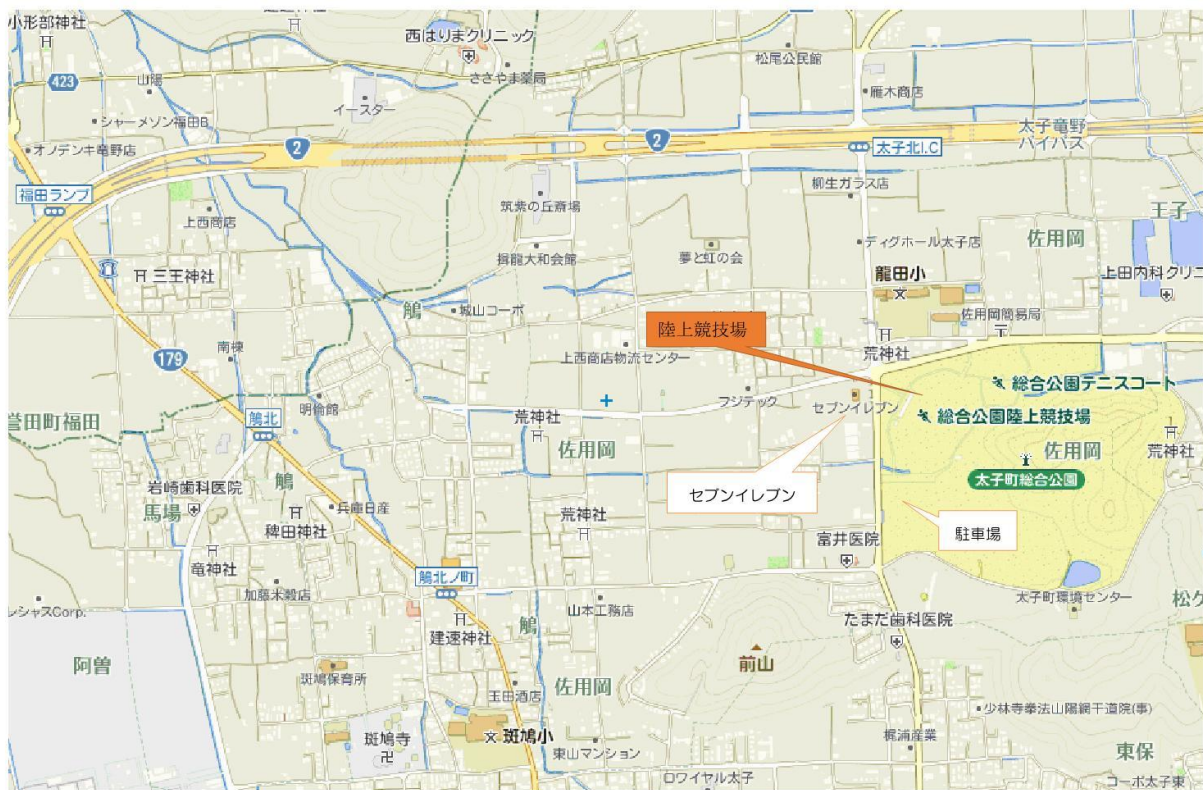 小形部神社
西はりまクリニック
ささやま薬局
松尾公民館
423
山陽
イースター
雁木商店
シャーメゾン福田B
オノデンキ竜野店
2
2
太子竜野
バイパス
太子北I.C
福田ランプ
柳生ガラス店
上西商店
筑紫の丘斎場
王子
ディグホール太子店
佐用岡
揖龍大和会館
夢と虹の会
三王神社
龍田小
上田内科クリニ
鵤
城山コーポ
佐用岡簡易局
陸上競技場
179
南棟
上西商店物流センター
荒神社
総合公園テニスコート
明倫館
フジテック
セブンイレブン
誉田町福田
鵤北
荒神社
総合公園陸上競技場
佐用岡
佐用岡
荒神社
太子町総合公園
岩崎歯科医院
鵤
セブンイレブン
馬場
兵庫日産
稗田神社
荒神社
駐車場
富井医院
竜神社
鵤北ノ町
加藤米穀店
太子町環境センター
レシャスCorp.
山本工務店
松ケ
たまだ歯科医院
建速神社
鵤
阿曽
前山
斑鳩保育所
佐用岡
玉田酒店
少林寺拳法山陽網干道院(事)
斑鳩寺
斑鳩小
東山マンション
梶浦産業
東保
ロワイヤル太子
コーポ太子東